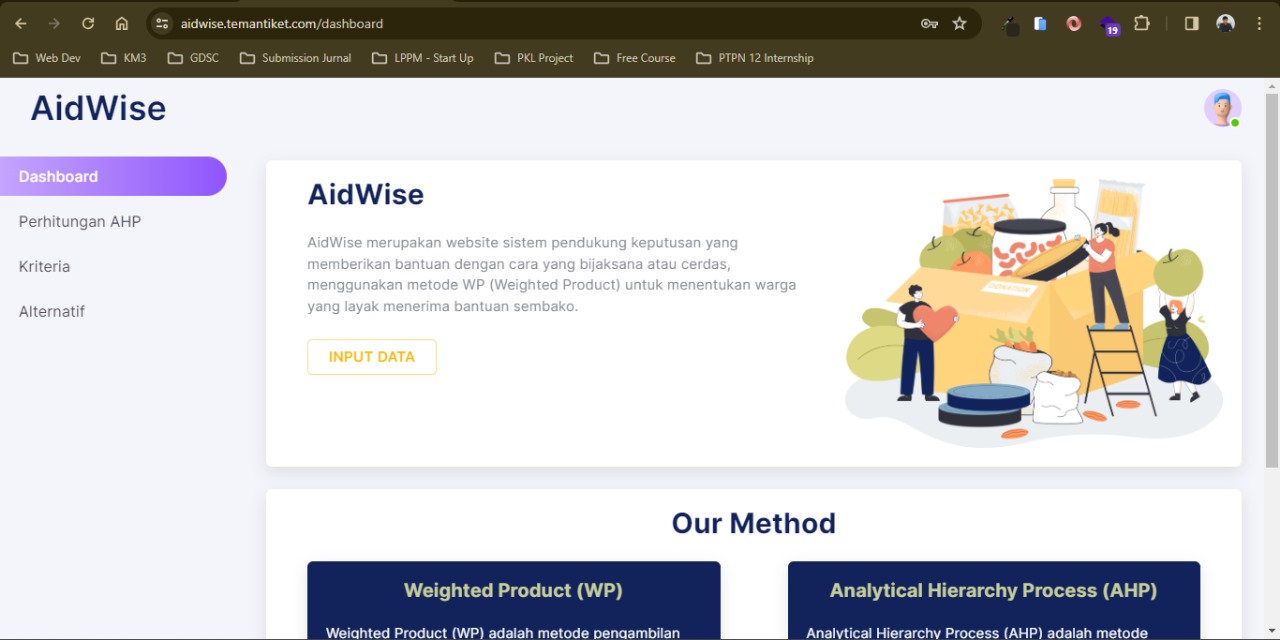 aidwise.temantiket.com/dashboard
19
Web Dev
KM3
GDSC
Submission Jurnal
LPPM - Start Up
PKL Project
Free Course
PTPN 12 Internship
AidWise
Dashboard
Perhitungan AHP
Kriteria
Alternatif
AidWise
AidWise merupakan website sistem pendukung keputusan yang
memberikan bantuan dengan cara yang bijaksana atau cerdas,
menggunakan metode WP (Weighted Product) untuk menentukan warga
yang layak menerima bantuan sembako.
INPUT DATA
DONATION
Our Method
Weighted Product (WP)
Weighted Product (WP) adalah metode pengambilan
Analytical Hierarchy Process (AHP)
Analytical Hierarchy Process (AHP) adalah metode